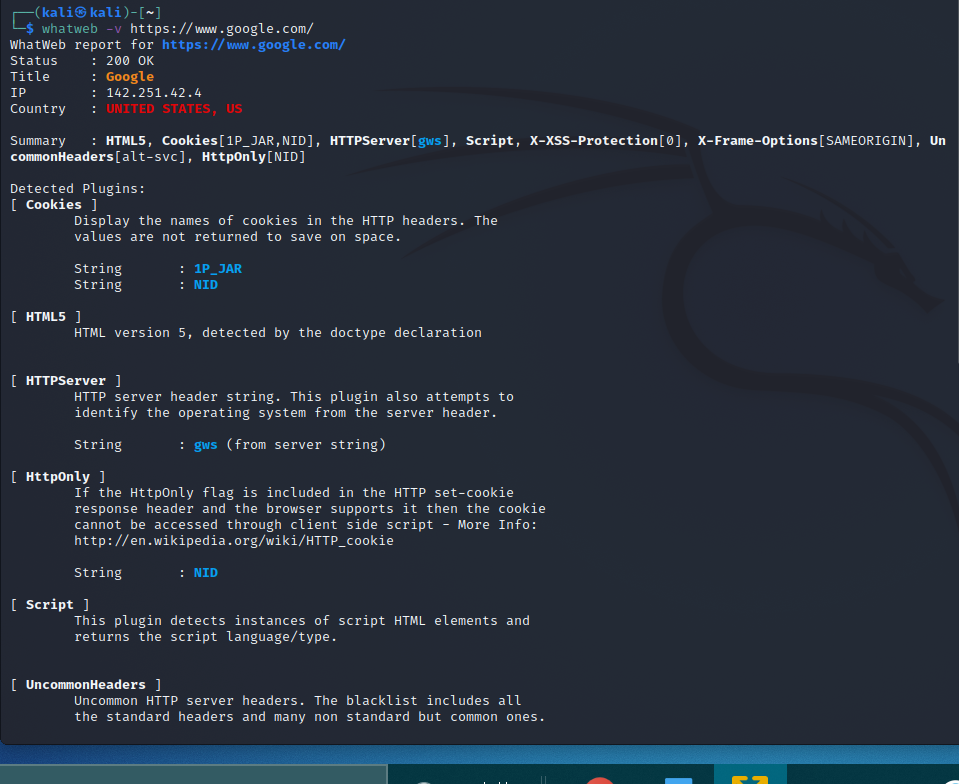 ┌──(kali㉿kali)-[~]
└─$ whatweb -v https://www.google.com/
WhatWeb report for https://www.google.com/
Status    : 200 OK
Title     : Google
IP        : 142.251.42.4
Country   : UNITED STATES, US
Summary   : HTML5, Cookies[1P_JAR,NID], HTTPServer[gws], Script, X-XSS-Protection[0], X-Frame-Options[SAMEORIGIN], Un
commonHeaders[alt-svc], HttpOnly[NID]
Detected Plugins:
[ Cookies ]
Display the names of cookies in the HTTP headers. The
values are not returned to save on space.
String       : 1P_JAR
String       : NID
[ HTML5 ]
HTML version 5, detected by the doctype declaration
[ HTTPServer ]
HTTP server header string. This plugin also attempts to
identify the operating system from the server header.
String       : gws (from server string)
[ HttpOnly ]
If the HttpOnly flag is included in the HTTP set-cookie
response header and the browser supports it then the cookie
cannot be accessed through client side script - More Info:
http://en.wikipedia.org/wiki/HTTP_cookie
String       : NID
[ Script ]
This plugin detects instances of script HTML elements and
returns the script language/type.
[ UncommonHeaders ]
Uncommon HTTP server headers. The blacklist includes all
the standard headers and many non standard but common ones.